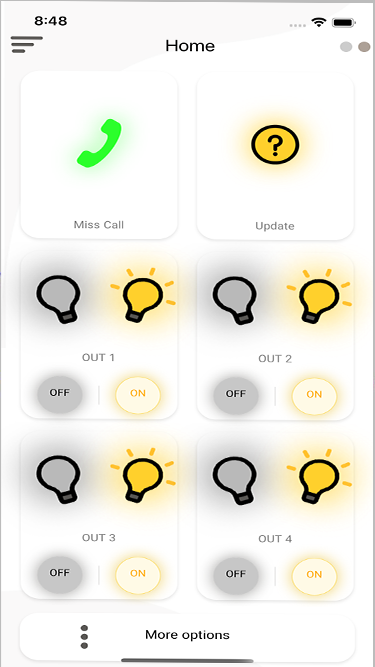 8:48
Home
Miss Call
Update
?
OUT 1
OUT 2
OFF
ON
OFF
ON
OUT 3
OUT 4
OFF
ON
OFF
ON
More options